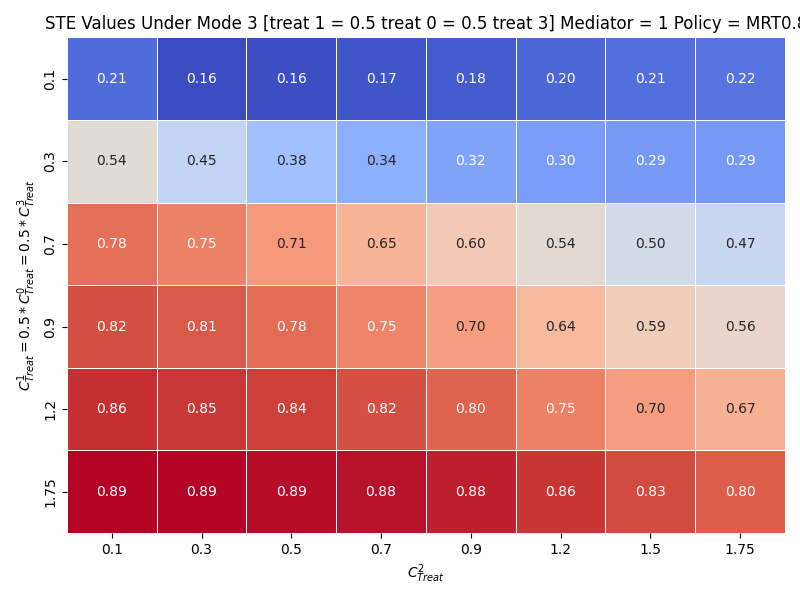 STE Values Under Mode 3 [treat 1 = 0.5 treat 0 = 0.5 treat 3] Mediator = 1 Policy = MRT0.8
0.1 0.21 0.16 0.16 0.17 0.18 0.20 0.21 0.22
0.3 0.54 0.45 0.38 0.34 0.32 0.30 0.29 0.29
0.7 0.78 0.75 0.71 0.65 0.60 0.54 0.50 0.47
0.9 0.82 0.81 0.78 0.75 0.70 0.64 0.59 0.56
1.2 0.86 0.85 0.84 0.82 0.80 0.75 0.70 0.67
1.75 0.89 0.89 0.89 0.88 0.88 0.86 0.83 0.80
0.1 0.3 0.5 0.7 0.9 1.2 1.5 1.75
$C^{2}_{Treat}$
$C^{1}_{Treat} = 0.5 * C^{0}_{Treat} = 0.5 * C^{3}_{Treat}$